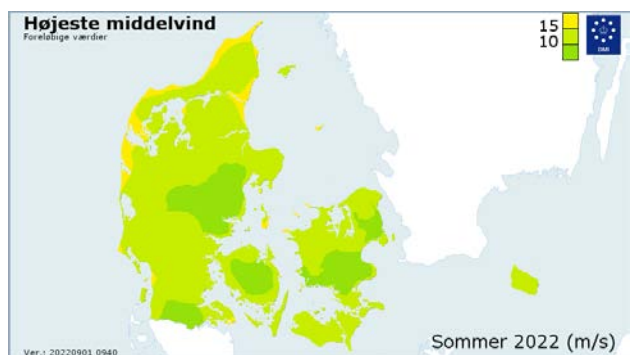 Højeste middelvind
Foreløbige værdier
15
10
DMI
Sommer 2022 (m/s)
Ver.: 20220901 0940